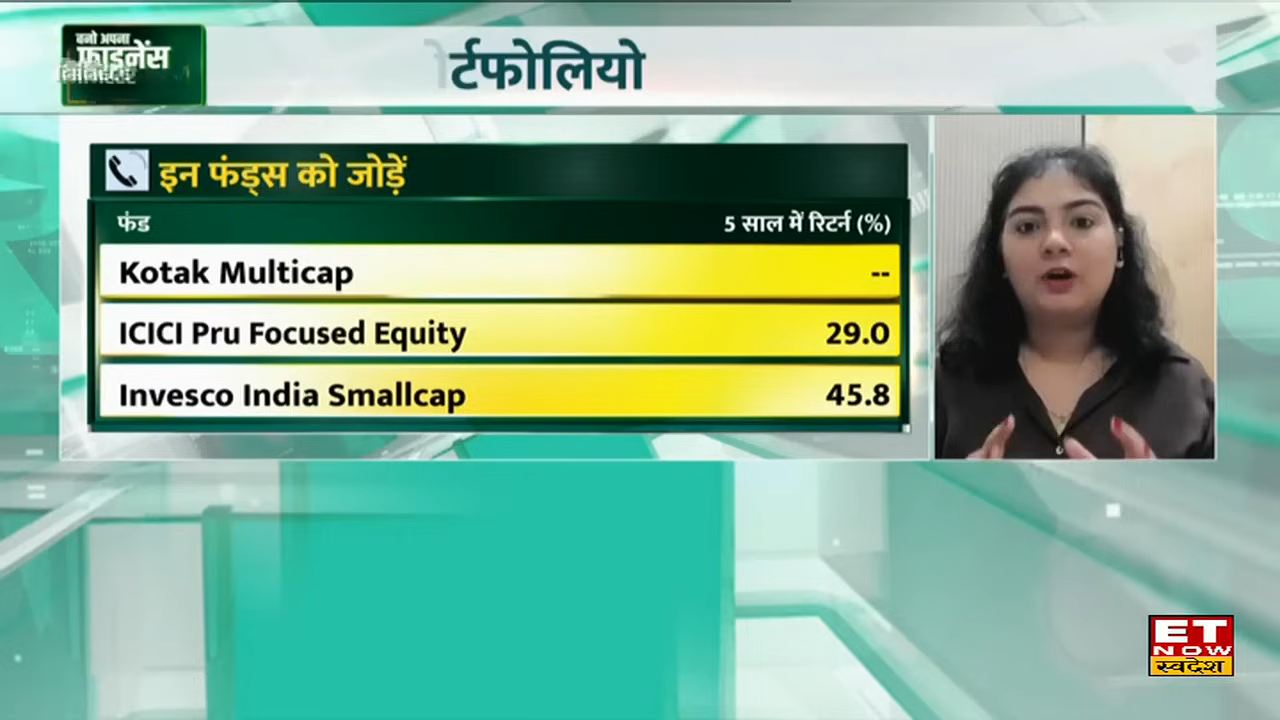 बनो अपना
फाइनेंस
र्टफोलियो
इन फंड्स को जोड़ें
फंड 5 साल में रिटर्न (%)
Kotak Multicap --
ICICI Pru Focused Equity 29.0
Invesco India Smallcap 45.8
ET
NOW
स्वदेश